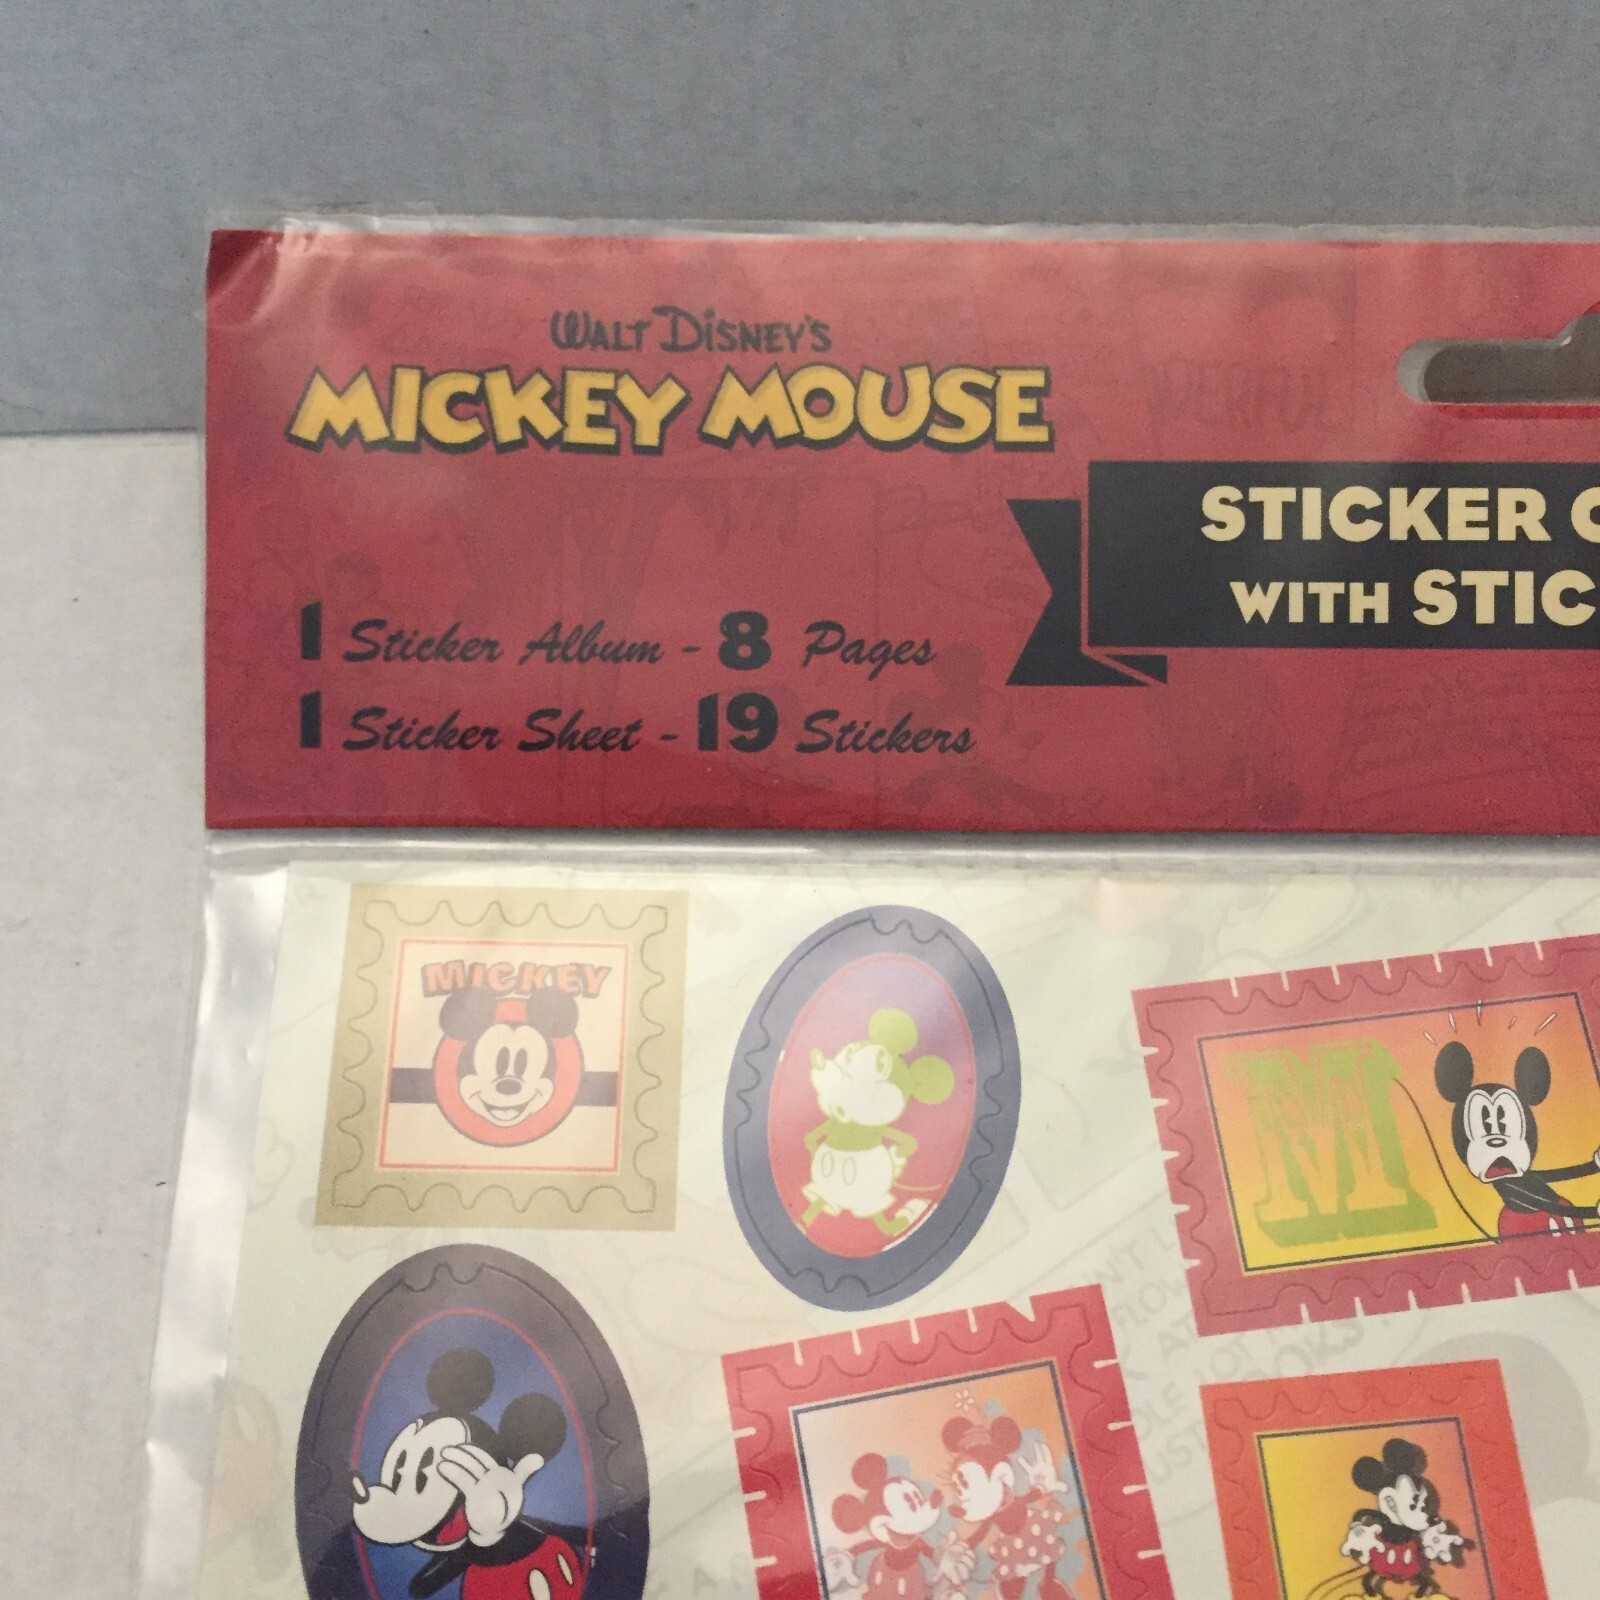 WALT DISNEY'S
MICKEY MOUSE
STICKER
WITH STIC
1 Sticker Album - 8 Pages
1 Sticker Sheet - 19 Stickers
MICKEY
M